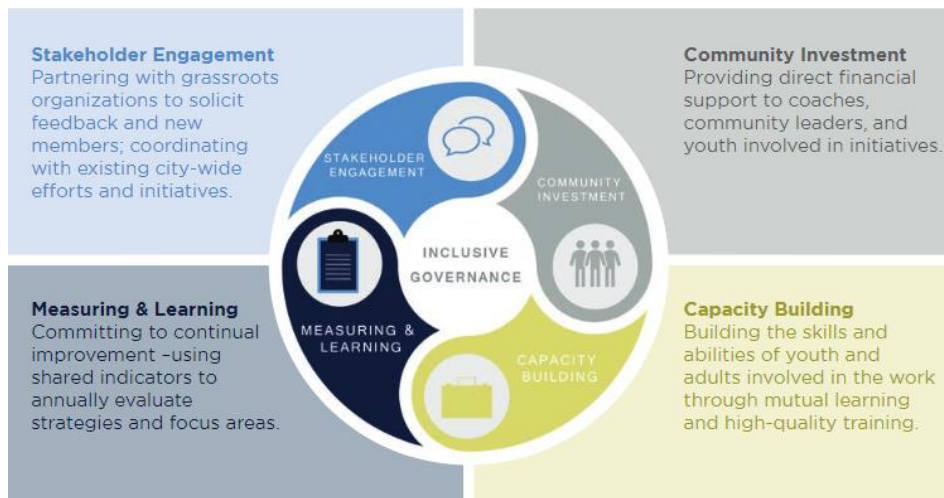 Stakeholder Engagement
Partnering with grassroots
organizations to solicit
feedback and new
members; coordinating
with existing city-wide
efforts and initiatives.
Community Investment
Providing direct financial
support to coaches,
community leaders, and
youth involved in initiatives.
STAKEHOLDER
ENGAGEMENT
COMMUNITY
INVESTMENT
INCLUSIVE
GOVERNANCE
MEASURING &
LEARNING
CAPACITY
BUILDING
Measuring & Learning
Committing to continual
improvement –using
shared indicators to
annually evaluate
strategies and focus areas.
Capacity Building
Building the skills and
abilities of youth and
adults involved in the work
through mutual learning
and high-quality training.